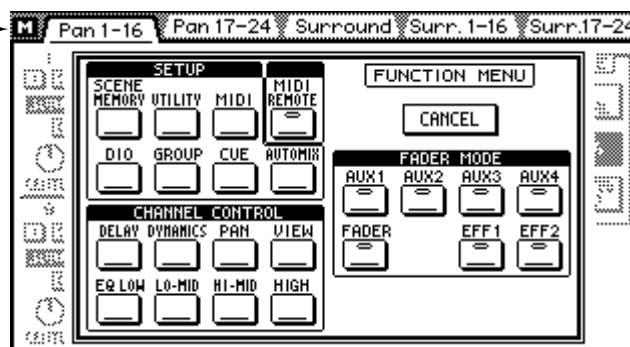 M Pan 1-16 Pan 17-24 Surround Surr. 1-16 Surr.17-24
SETUP
FUNCTION MENU
SCENE MEMORY UTILITY MIDI MIDI REMOTE
CANCEL
DIO GROUP CUE AUTOMIX
FADER MODE
AUX1 AUX2 AUX3 AUX4
CHANNEL CONTROL
DELAY DYNAMICS PAN VIEW
FADER EFF1 EFF2
EQ LOW LO-MID HI-MID HIGH